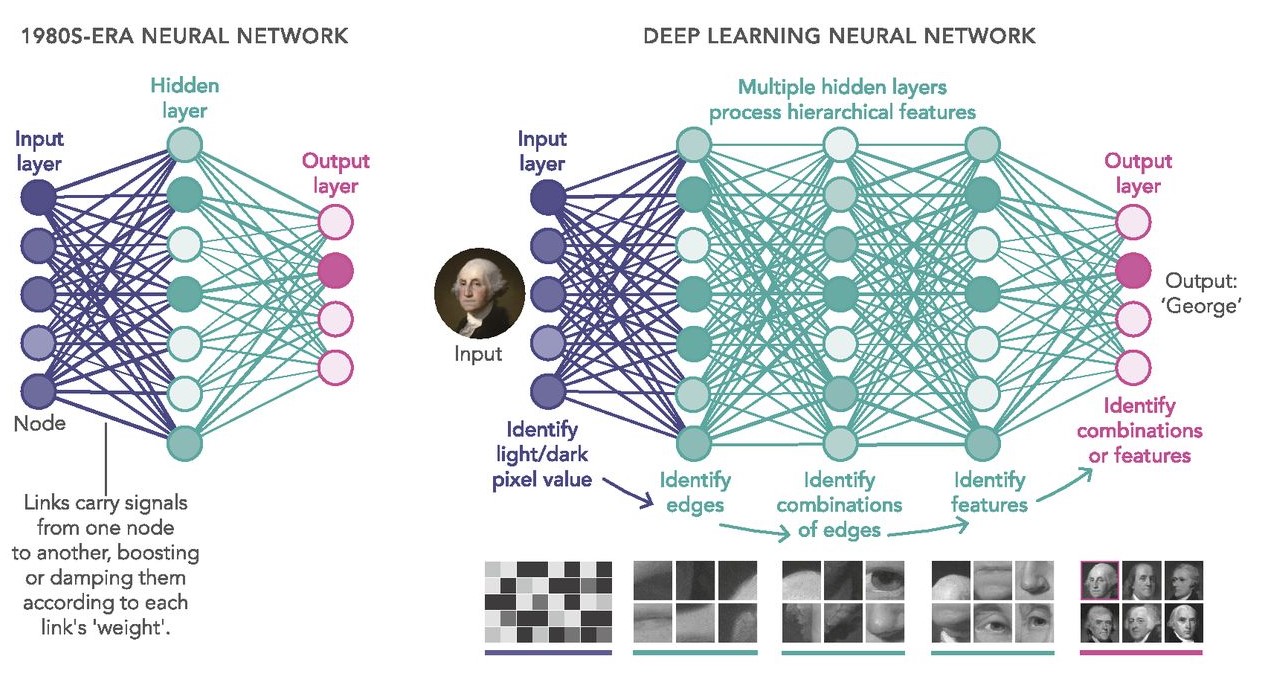 1980S-ERA NEURAL NETWORK
Hidden
layer
Input
layer
Output
layer
Node
Links carry signals
from one node
to another, boosting
or damping them
according to each
link's 'weight'.
DEEP LEARNING NEURAL NETWORK
Multiple hidden layers
process hierarchical features
Input
layer
Output
layer
Input
Output:
‘George’
Identify
light/dark
pixel value
Identify
edges
Identify
combinations
of edges
Identify
features
Identify
combinations
or features